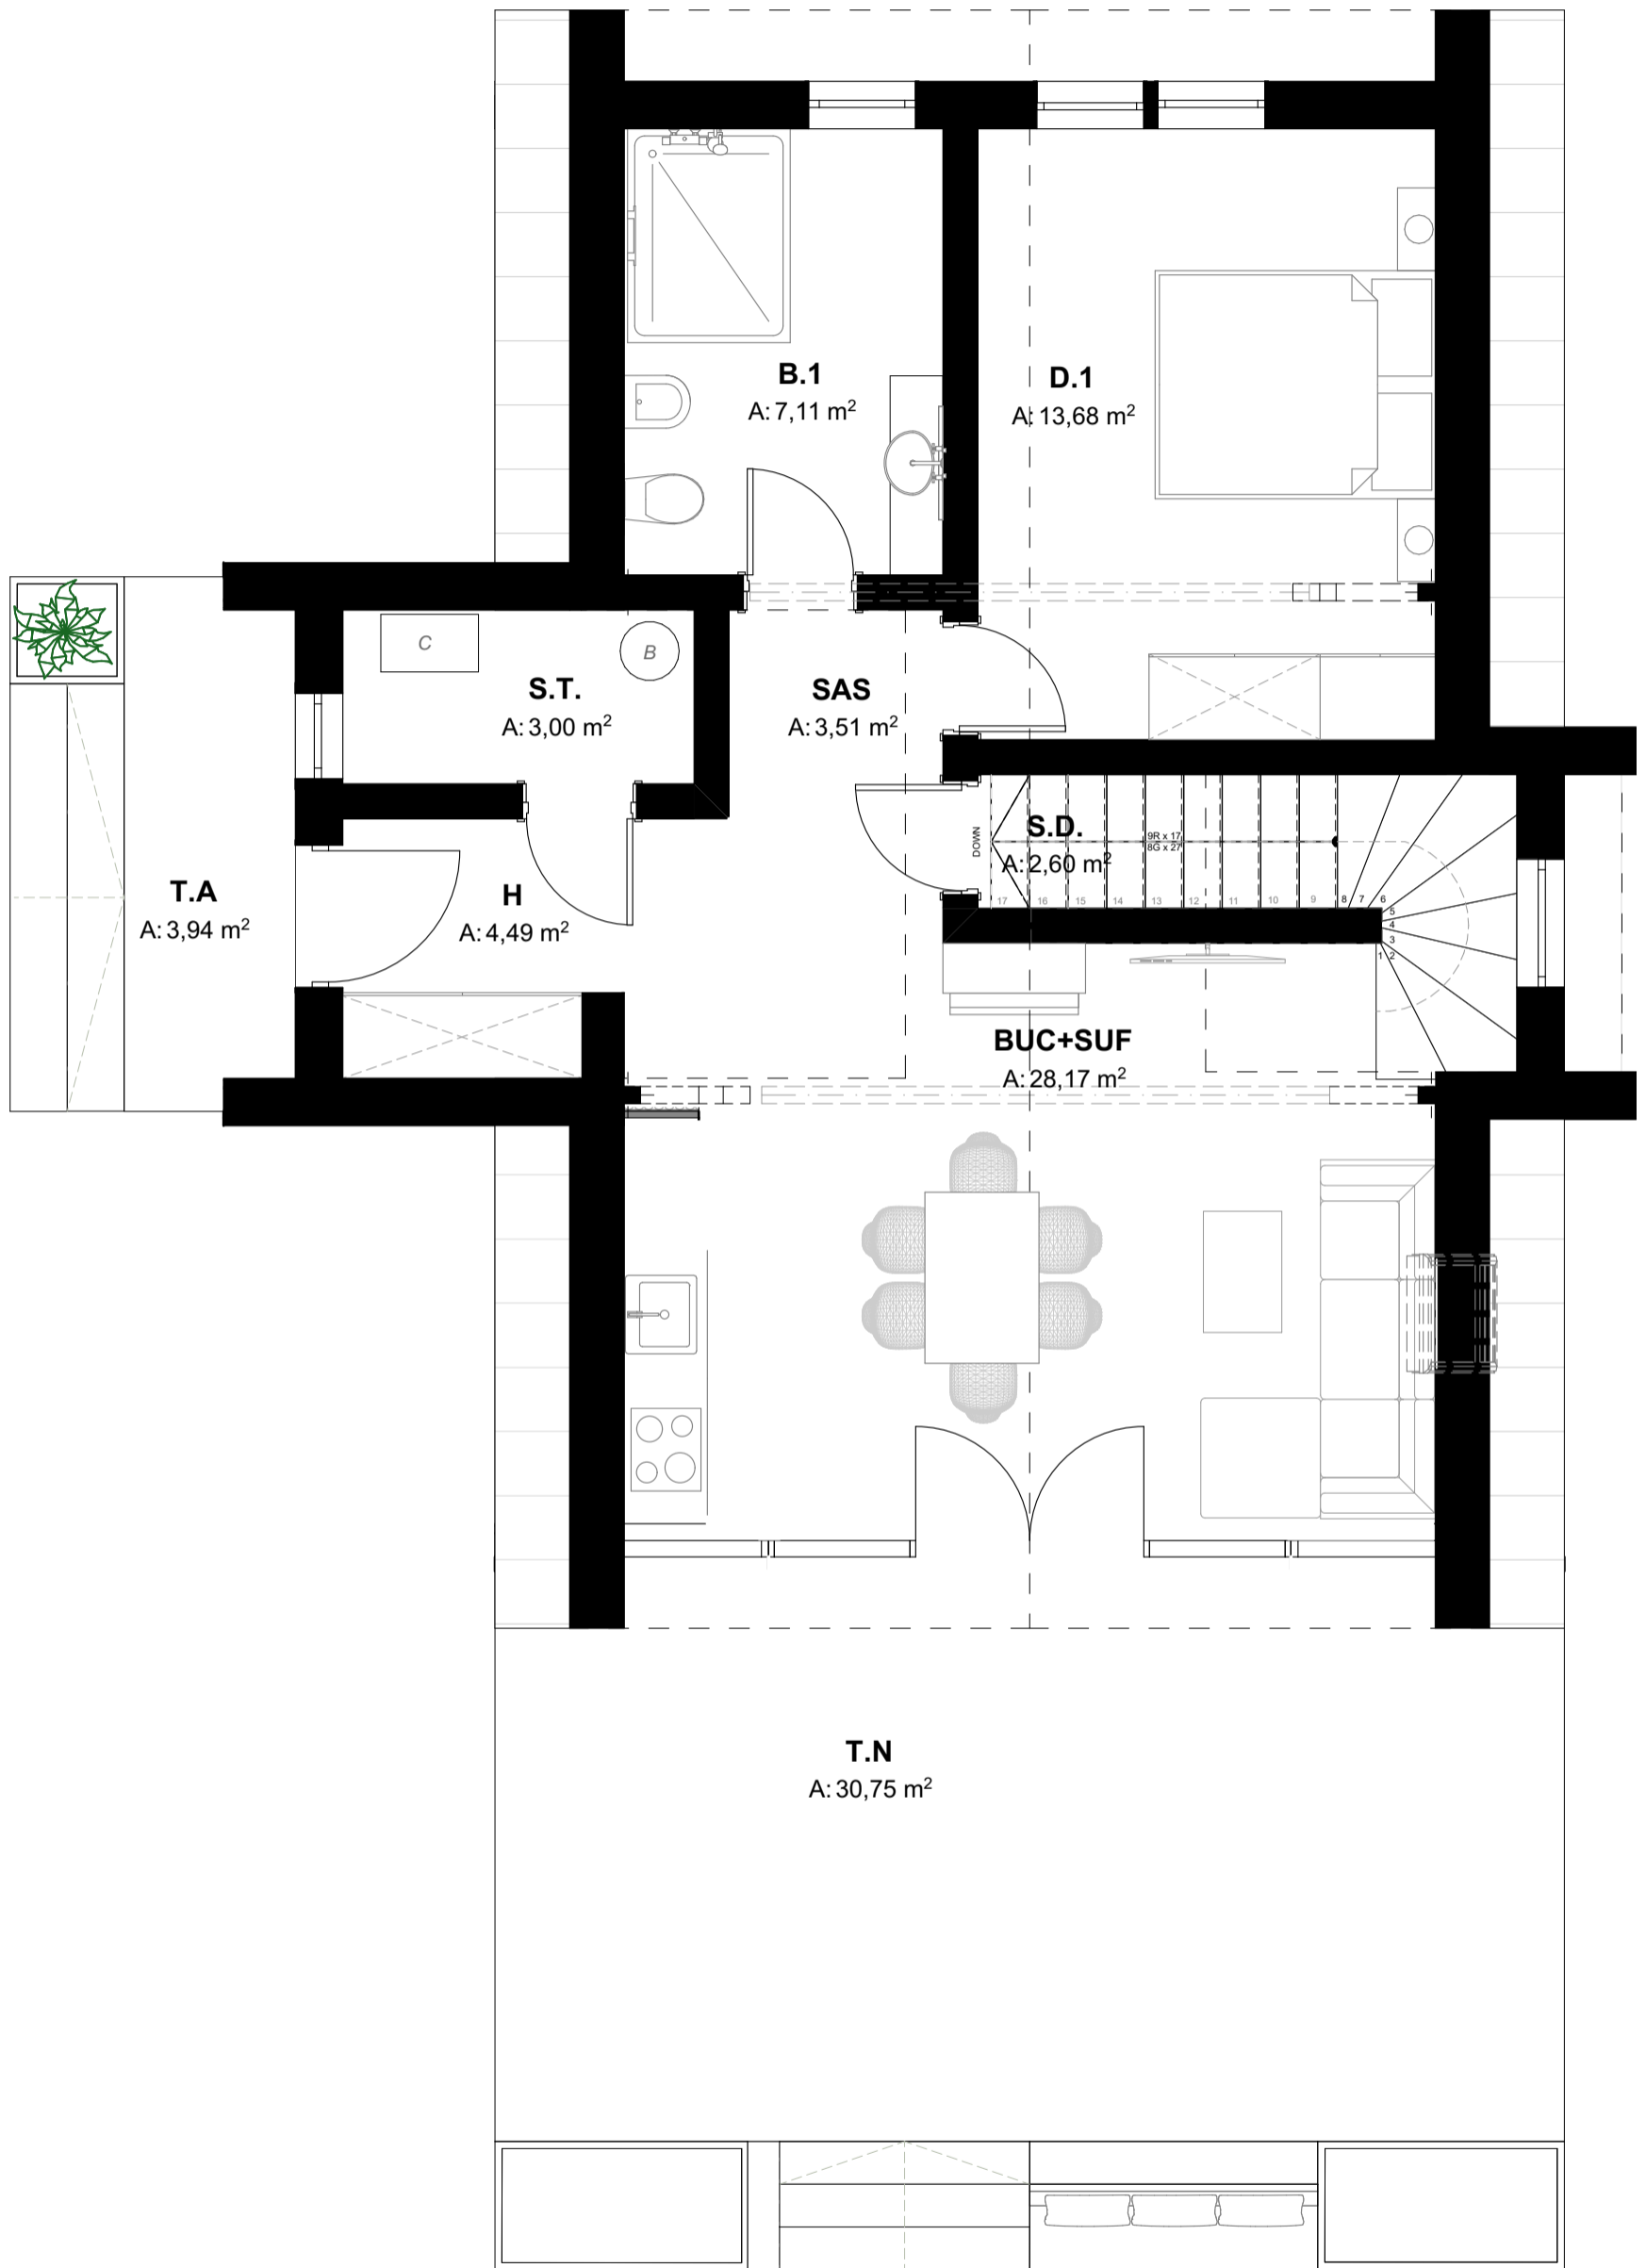 B.1
A: 7,11 m²
D.1
A: 13,68 m²
C
B
S.T.
A: 3,00 m²
SAS
A: 3,51 m²
T.A
A: 3,94 m²
H
A: 4,49 m²
DOWN
S.D.
A: 2,60 m²
9R x 17
8G x 27
17 16 15 14 13 12 11 10 9 8 7 6
5
4
3
1 2
BUC+SUF
A: 28,17 m²
T.N
A: 30,75 m²